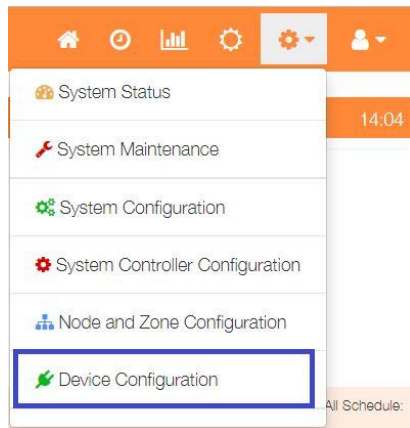 System Status
14:04
System Maintenance
System Configuration
System Controller Configuration
Node and Zone Configuration
Device Configuration
All Schedule: